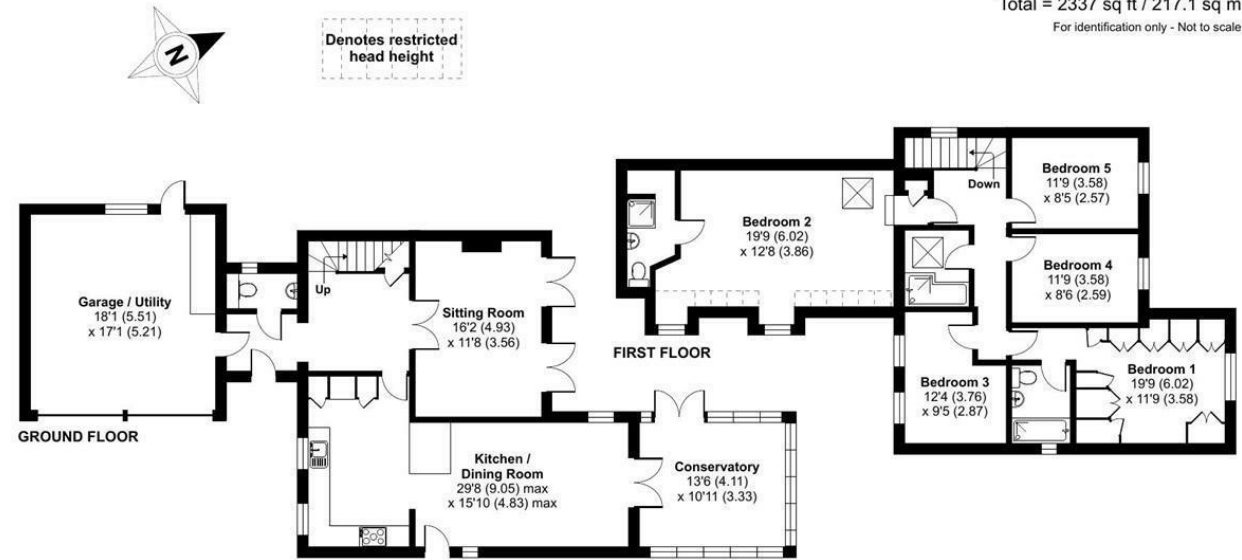 Total = 2337 sq ft / 217.1 sq m
For identification only - Not to scale
N
Denotes restricted
head height
Garage / Utility
18'1 (5.51)
x 17'1 (5.21)
GROUND FLOOR
Up
Sitting Room
16'2 (4.93)
x 11'8 (3.56)
Kitchen /
Dining Room
29'8 (9.05) max
x 15'10 (4.83) max
Conservatory
13'6 (4.11)
x 10'11 (3.33)
FIRST FLOOR
Bedroom 2
19'9 (6.02)
x 12'8 (3.86)
Down
Bedroom 5
11'9 (3.58)
x 8'5 (2.57)
Bedroom 4
11'9 (3.58)
x 8'6 (2.59)
Bedroom 3
12'4 (3.76)
x 9'5 (2.87)
Bedroom 1
19'9 (6.02)
x 11'9 (3.58)